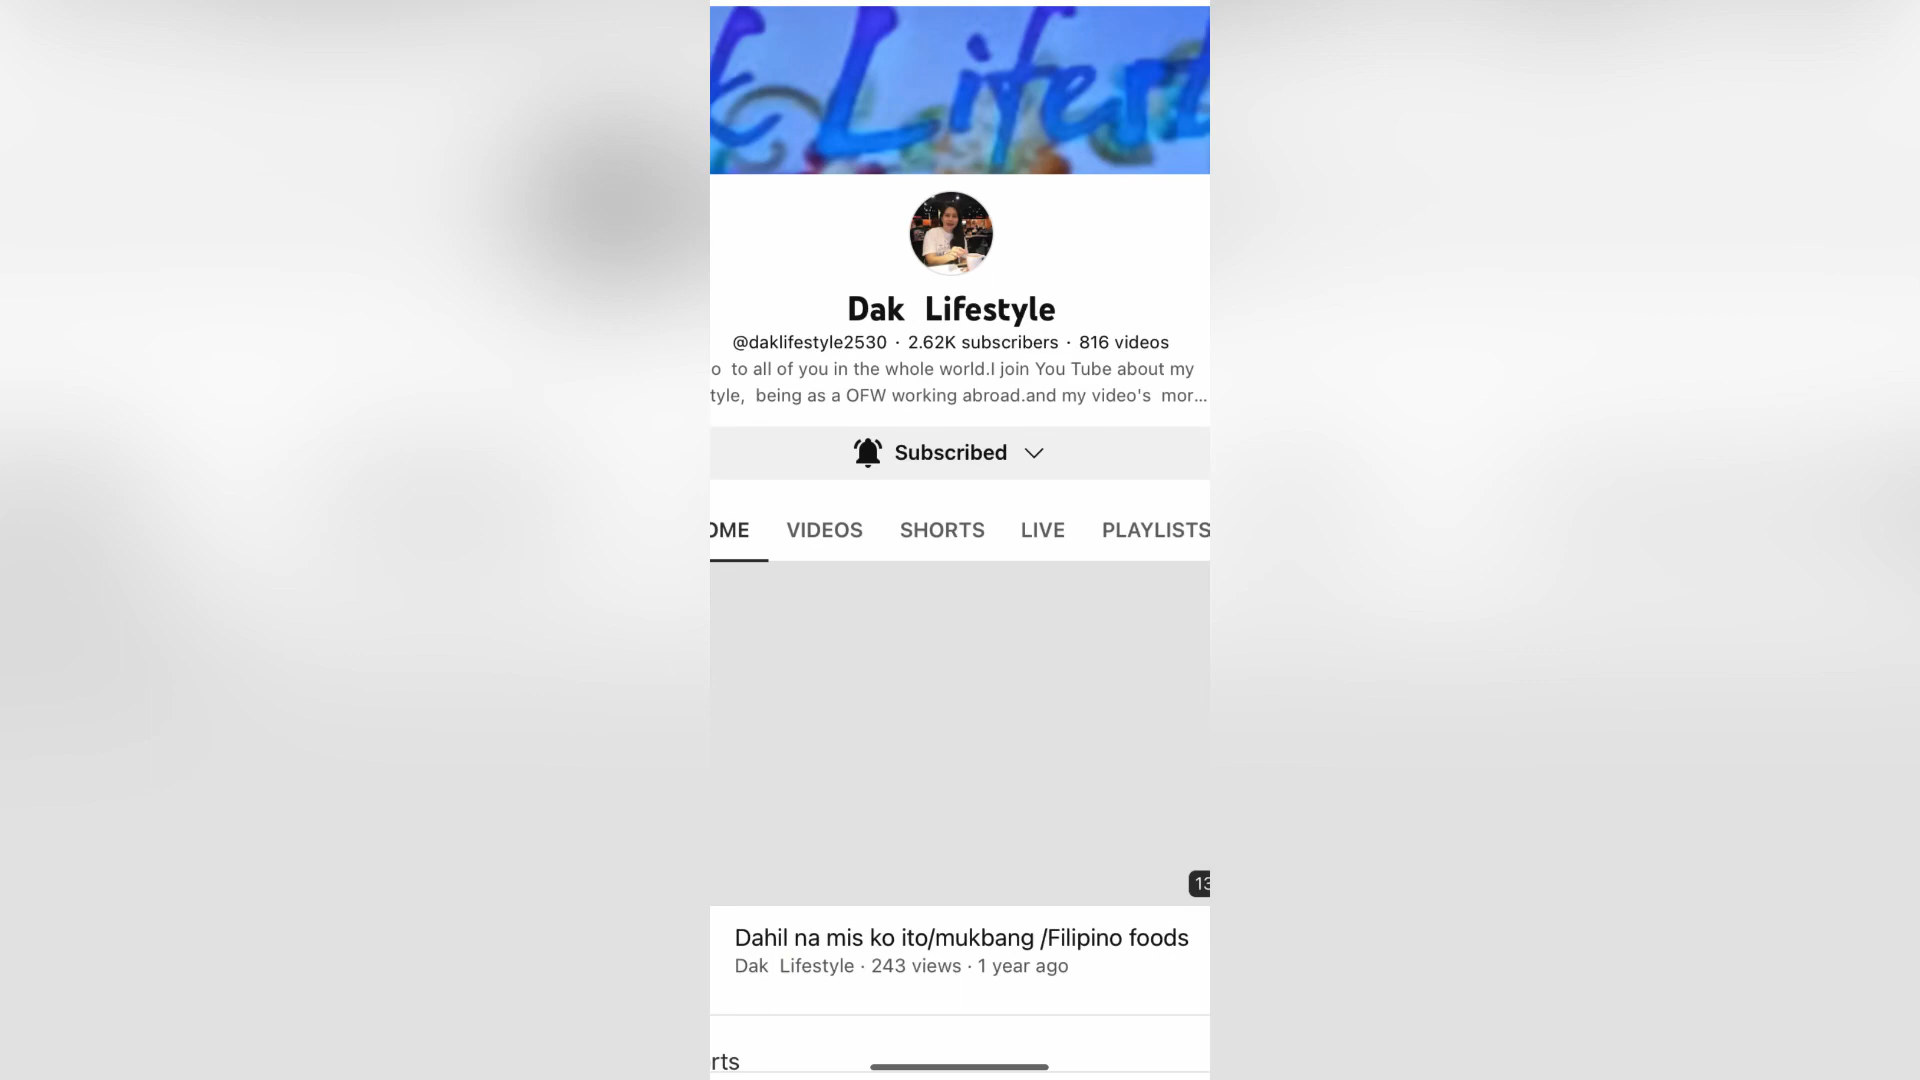 Lifest
Dak Lifestyle
@daklifestyle2530 · 2.62K subscribers · 816 videos
o to all of you in the whole world.I join You Tube about my
tyle, being as a OFW working abroad.and my video's mor...
Subscribed
OME VIDEOS SHORTS LIVE PLAYLISTS
13
Dahil na mis ko ito/mukbang /Filipino foods
Dak Lifestyle · 243 views · 1 year ago
rts